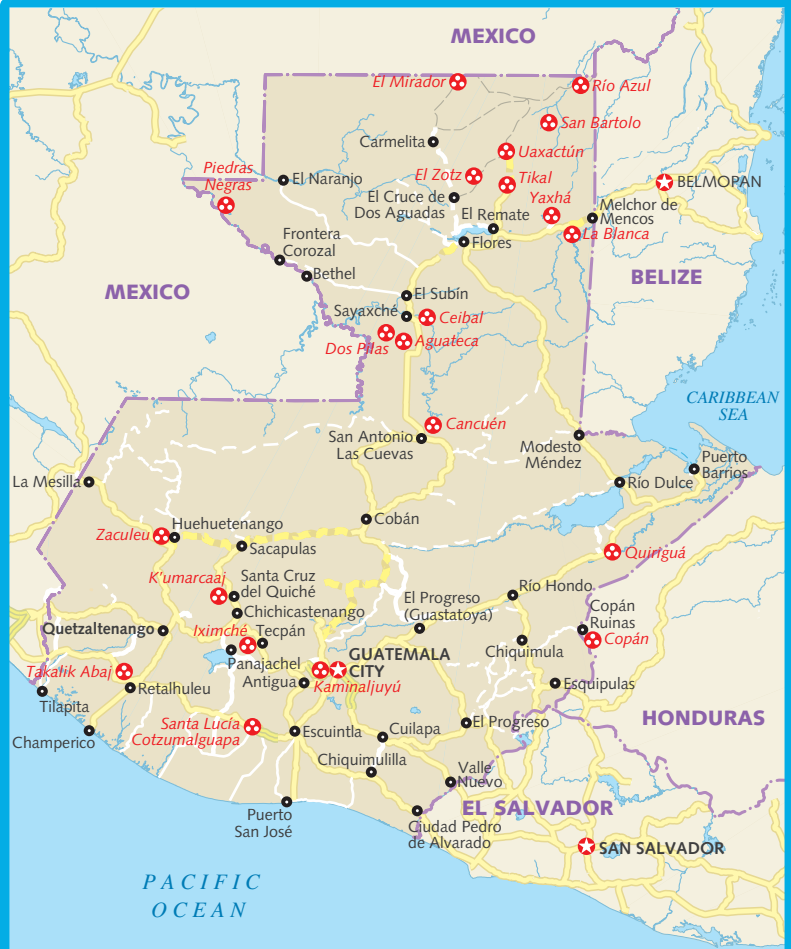 MEXICO
El Mirador
Río Azul
San Bartolo
Carmelita
Uaxactún
Piedras
Negras
El Naranjo
El Zotz
Tikal
BELMOPAN
El Cruce de
Dos Aguadas
Yaxhá
El Remate
Melchor de
Mencos
Flores
La Blanca
Frontera
Corozal
Bethel
MEXICO
BELIZE
El Subín
Sayaxché
Ceibal
Dos Pilas
Aguateca
CARIBBEAN
SEA
Cancuén
San Antonio
Las Cuevas
Modesto
Méndez
Puerto
Barrios
La Mesilla
Río Dulce
Cobán
Zaculeu
Huehuetenango
Sacapulas
Quiriguá
K'umarcaaj
Santa Cruz
del Quiché
Chichicastenango
El Progreso
(Guastatoya)
Río Hondo
Copán
Ruinas
Copán
Quetzaltenango
Iximché
Tecpán
Panajachel
GUATEMALA
CITY
Chiquimula
Takalik Abaj
Retalhuleu
Antigua
Kaminaljuyú
Esquipulas
Tilapita
Champerico
Santa Lucía
Cotzumalguapa
Escuintla
Cuilapa
El Progreso
HONDURAS
Chiquimulilla
Valle
Nuevo
Puerto
San José
EL SALVADOR
Ciudad Pedro
de Alvarado
SAN SALVADOR
PACIFIC
OCEAN